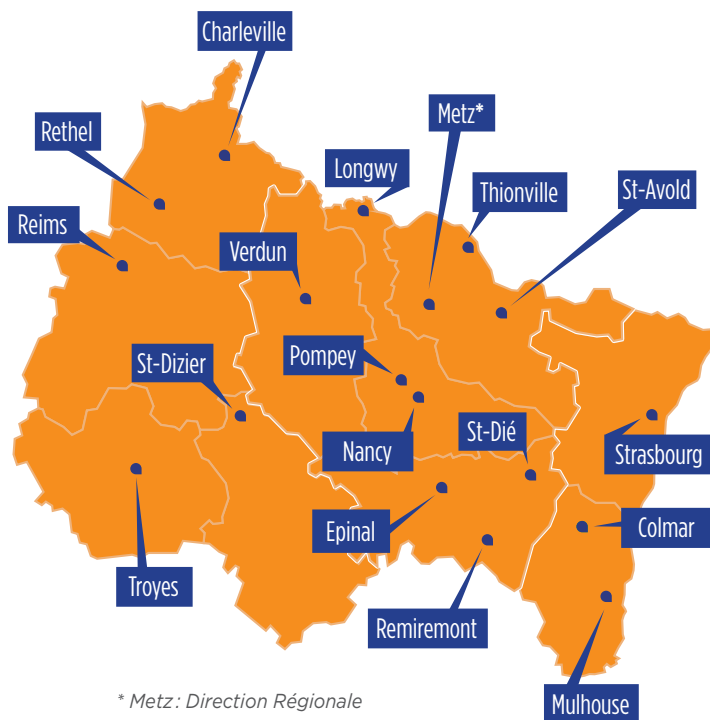 Charleville
Metz*
Rethel
Longwy
Thionville
St-Avold
Reims
Verdun
Pompey
St-Dizier
Nancy
St-Dié
Strasbourg
Epinal
Colmar
Troyes
Remiremont
Mulhouse
* Metz : Direction Régionale